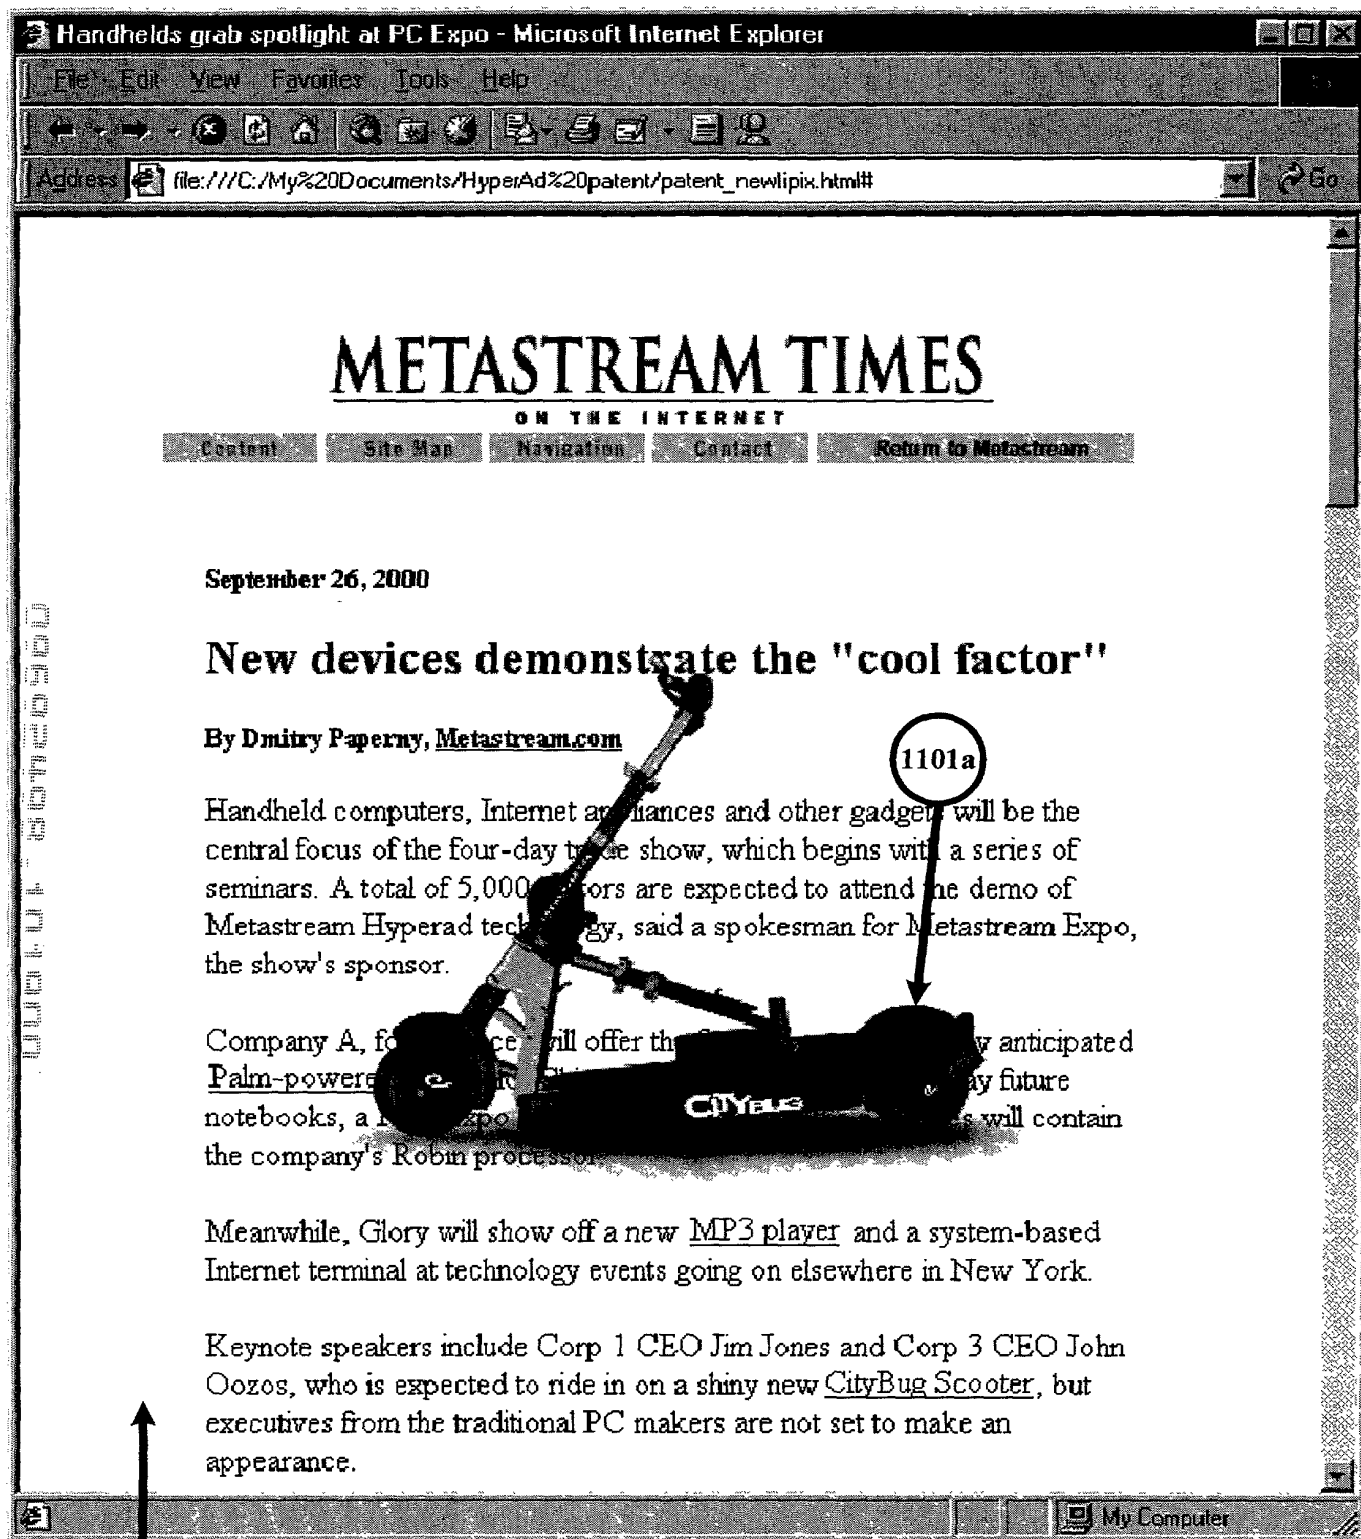 Handhelds grab spotlight at PC Expo - Microsoft Internet Explorer
File Edit View Favorites Tools Help
Address file:///C:/My%20Documents/HyperAd%20patent/patent_newlipix.html# Go
METASTREAM TIMES
ON THE INTERNET
Content Site Map Navigation Contact Return to Metastream
September 26, 2000
New devices demonstrate the "cool factor"
By Dmitry Paperny, Metastream.com
1101a
Handheld computers, Internet appliances and other gadgets will be the
central focus of the four-day trade show, which begins with a series of
seminars. A total of 5,000 are expected to attend the demo of
Metastream Hyperad technology, said a spokesman for Metastream Expo,
the show's sponsor.
Company A, will offer anticipated
Palm-powered future
notebooks, a will contain
the company's Robin processor
CITYBUG
Meanwhile, Glory will show off a new MP3 player and a system-based
Internet terminal at technology events going on elsewhere in New York.
Keynote speakers include Corp 1 CEO Jim Jones and Corp 3 CEO John
Oozos, who is expected to ride in on a shiny new CityBug Scooter, but
executives from the traditional PC makers are not set to make an
appearance.
My Computer